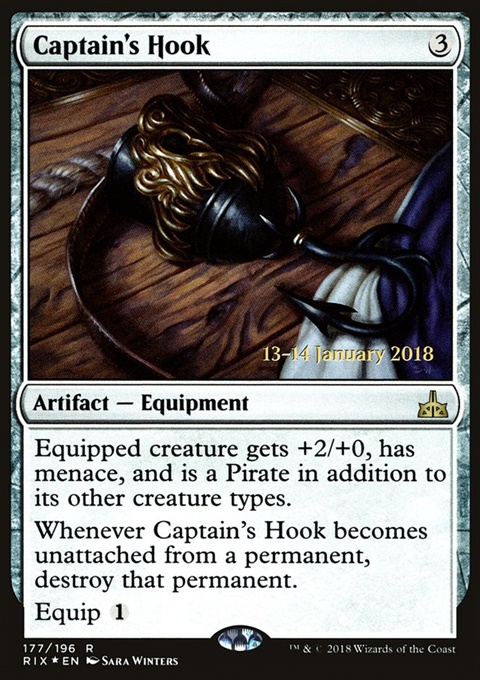 Captain's Hook 3
13-14 January 2018
Artifact — Equipment
Equipped creature gets +2/+0, has
menace, and is a Pirate in addition to
its other creature types.
Whenever Captain's Hook becomes
unattached from a permanent,
destroy that permanent.
Equip 1
177/196 R
RIX★EN Sara Winters
™ & © 2018 Wizards of the Coast